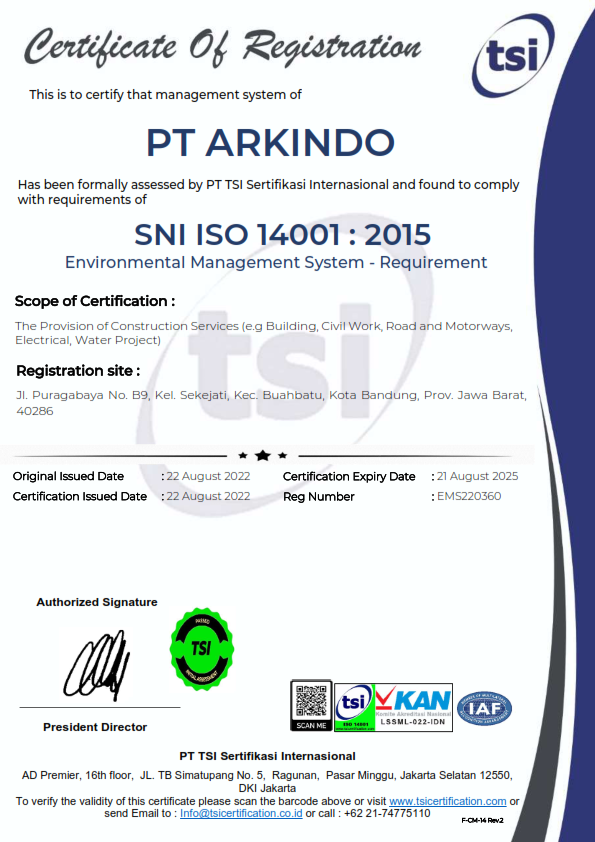 Certificate Of Registration
tsi
This is to certify that management system of
PT ARKINDO
Has been formally assessed by PT TSI Sertifikasi Internasional and found to comply
with requirements of
SNI ISO 14001 : 2015
Environmental Management System - Requirement
Scope of Certification :
The Provision of Construction Services (e.g Building, Civil Work, Road and Motorways,
Electrical, Water Project)
tsi
Registration site :
Jl. Puragabaya No. B9, Kel. Sekejati, Kec. Buahbatu, Kota Bandung, Prov. Jawa Barat,
40286
Original Issued Date : 22 August 2022 Certification Expiry Date : 21 August 2025
Certification Issued Date : 22 August 2022 Reg Number : EMS220360
Authorized Signature
PASSED
TSI
INITIAL ASSESSMENT
President Director
SCAN ME
tsi
ISO 14001
www.tsicertification.com
KAN
Komite Akreditasi Nasional
LSSML-022-IDN
IAF
PT TSI Sertifikasi Internasional
AD Premier, 16th floor, JL. TB Simatupang No. 5, Ragunan, Pasar Minggu, Jakarta Selatan 12550,
DKI Jakarta
To verify the validity of this certificate please scan the barcode above or visit www.tsicertification.com or
send Email to : Info@tsicertification.co.id or call : +62 21-74775110
F-CM-14 Rev.2